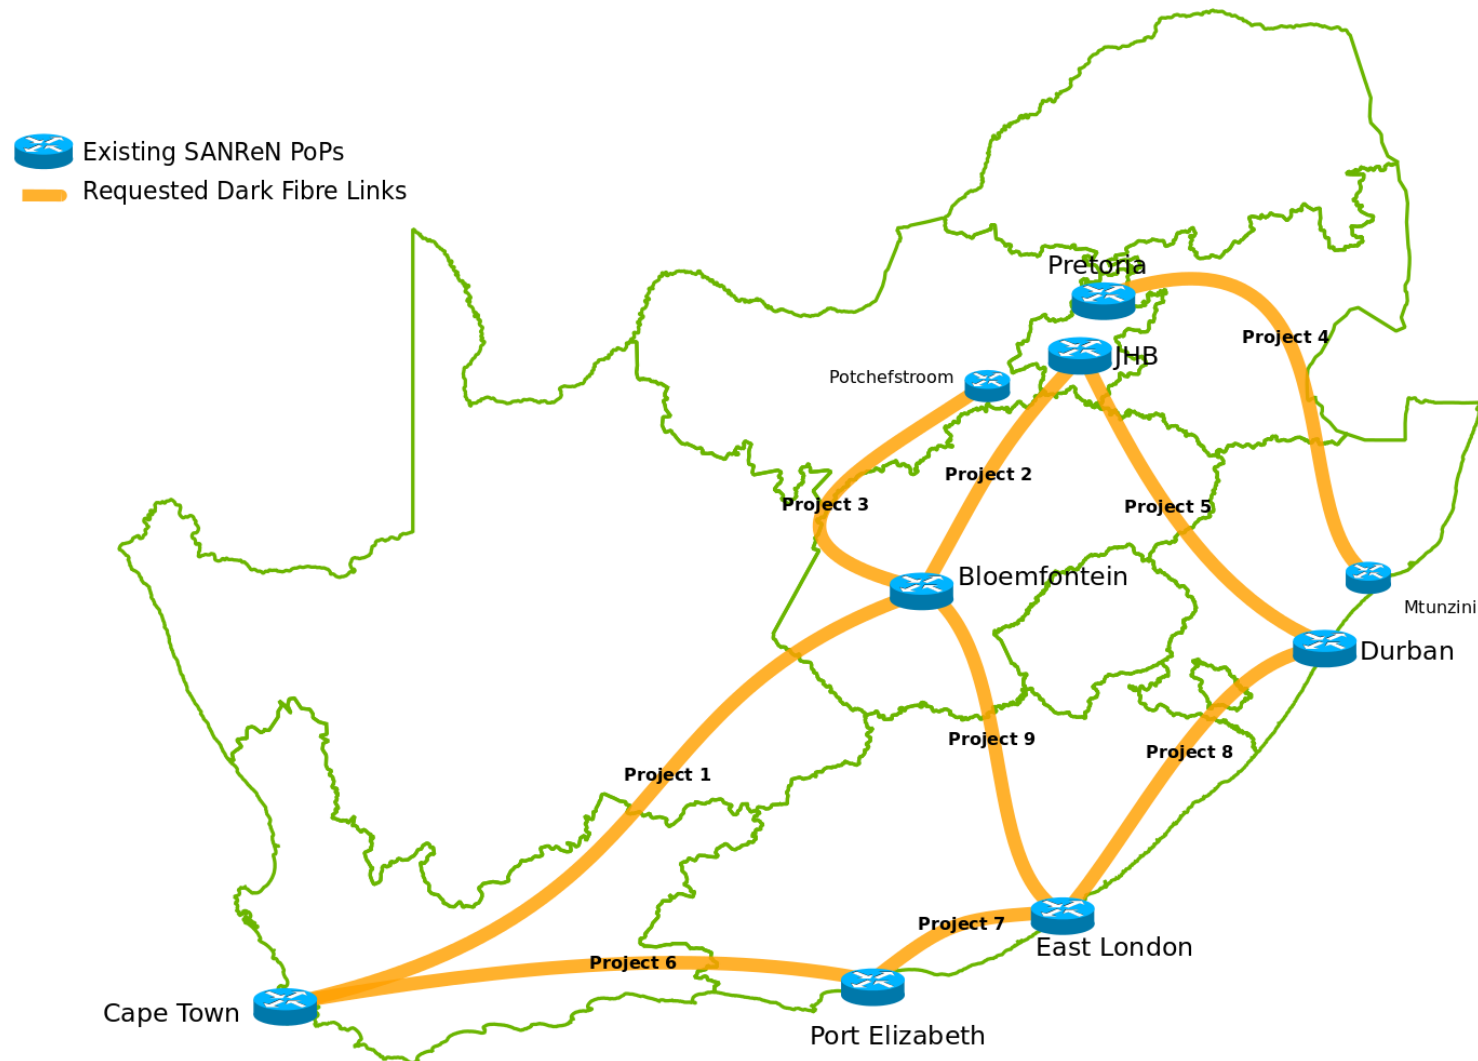 Existing SANReN PoPs
Requested Dark Fibre Links
Pretoria
Project 4
JHB
Potchefstroom
Project 2
Project 3
Project 5
Bloemfontein
Mtunzini
Durban
Project 9
Project 8
Project 1
Project 7
East London
Project 6
Cape Town
Port Elizabeth